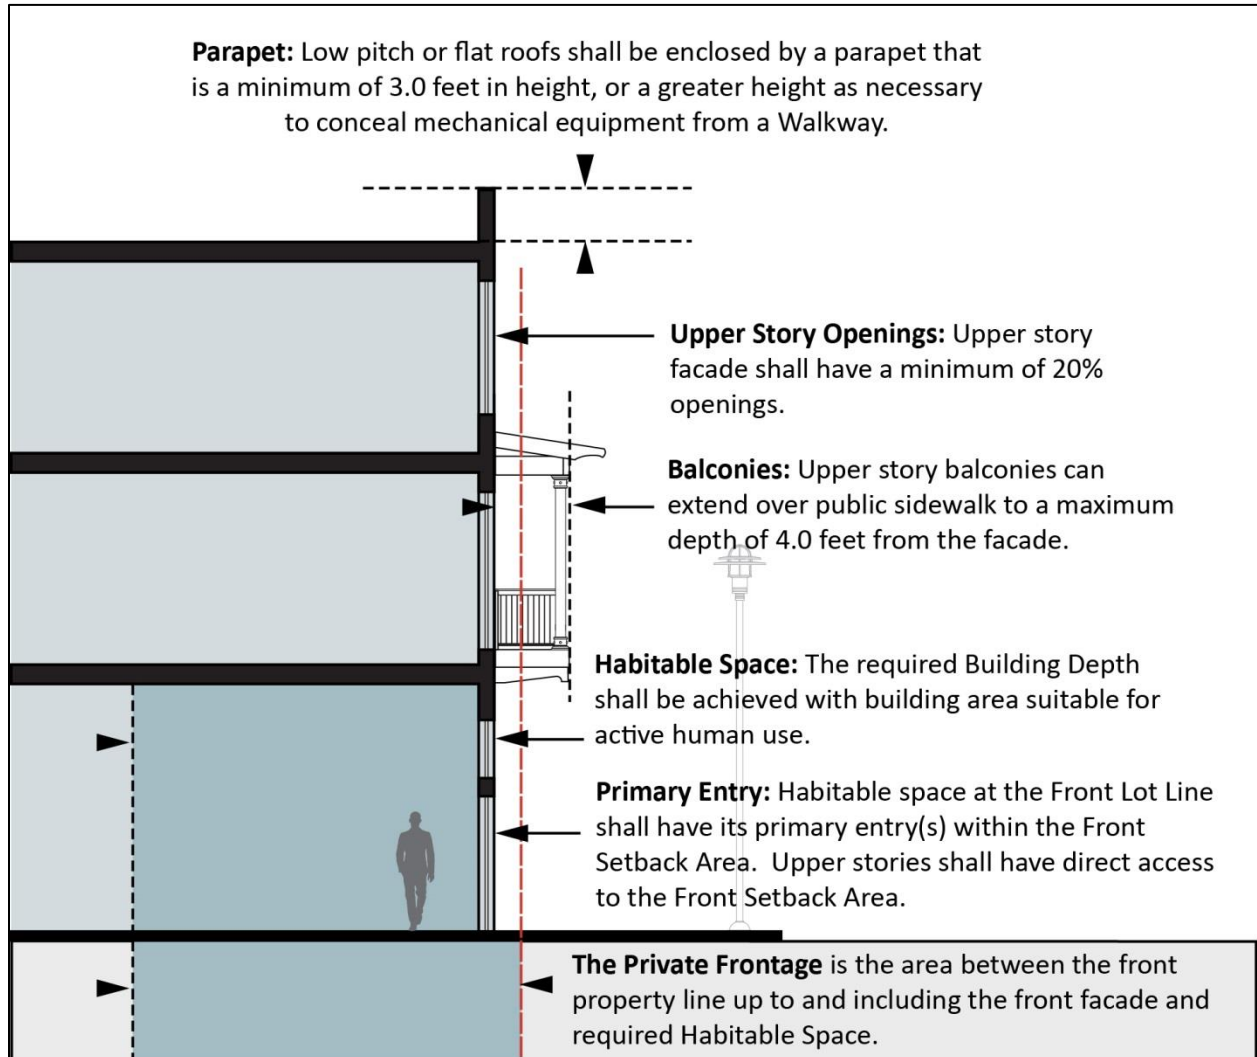 Parapet: Low pitch or flat roofs shall be enclosed by a parapet that
is a minimum of 3.0 feet in height, or a greater height as necessary
to conceal mechanical equipment from a Walkway.
Upper Story Openings: Upper story
facade shall have a minimum of 20%
openings.
Balconies: Upper story balconies can
extend over public sidewalk to a maximum
depth of 4.0 feet from the facade.
Habitable Space: The required Building Depth
shall be achieved with building area suitable for
active human use.
Primary Entry: Habitable space at the Front Lot Line
shall have its primary entry(s) within the Front
Setback Area.  Upper stories shall have direct access
to the Front Setback Area.
The Private Frontage is the area between the front
property line up to and including the front facade and
required Habitable Space.